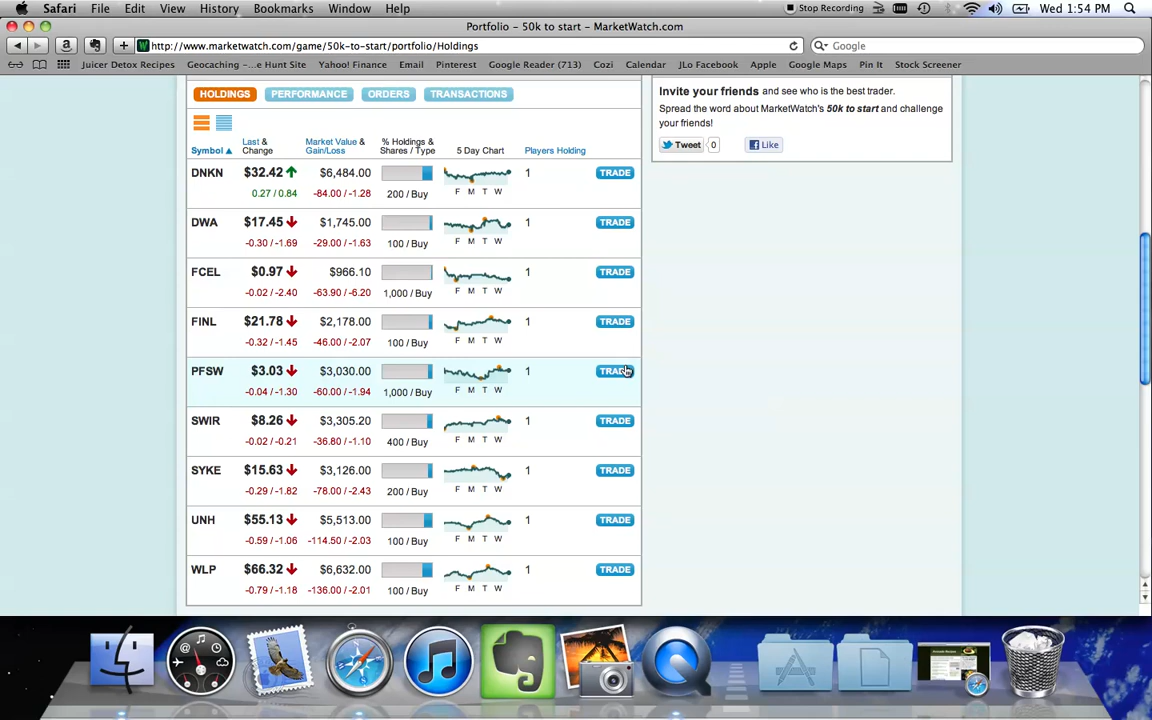 Safari File Edit View History Bookmarks Window Help Stop Recording Wed 1:54 PM
Portfolio – 50k to start – MarketWatch.com
http://www.marketwatch.com/game/50k-to-start/portfolio/Holdings Google
Juicer Detox Recipes Geocaching - ...e Hunt Site Yahoo! Finance Email Pinterest Google Reader (713) Cozi Calendar JLo Facebook Apple Google Maps Pin It Stock Screener
HOLDINGS PERFORMANCE ORDERS TRANSACTIONS
Invite your friends and see who is the best trader.
Spread the word about MarketWatch's 50k to start and challenge
your friends!
Tweet 0 Like
Symbol Last & Change Market Value & Gain/Loss % Holdings & Shares / Type 5 Day Chart Players Holding
DNKN $32.42 $6,484.00 1 TRADE
0.27 / 0.84 -84.00 / -1.28 200 / Buy F M T W
DWA $17.45 $1,745.00 1 TRADE
-0.30 / -1.69 -29.00 / -1.63 100 / Buy F M T W
FCEL $0.97 $966.10 1 TRADE
-0.02 / -2.40 -63.90 / -6.20 1,000 / Buy F M T W
FINL $21.78 $2,178.00 1 TRADE
-0.32 / -1.45 -46.00 / -2.07 100 / Buy F M T W
PFSW $3.03 $3,030.00 1 TRADE
-0.04 / -1.30 -60.00 / -1.94 1,000 / Buy F M T W
SWIR $8.26 $3,305.20 1 TRADE
-0.02 / -0.21 -36.80 / -1.10 400 / Buy F M T W
SYKE $15.63 $3,126.00 1 TRADE
-0.29 / -1.82 -78.00 / -2.43 200 / Buy F M T W
UNH $55.13 $5,513.00 1 TRADE
-0.59 / -1.06 -114.50 / -2.03 100 / Buy F M T W
WLP $66.32 $6,632.00 1 TRADE
-0.79 / -1.18 -136.00 / -2.01 100 / Buy F M T W